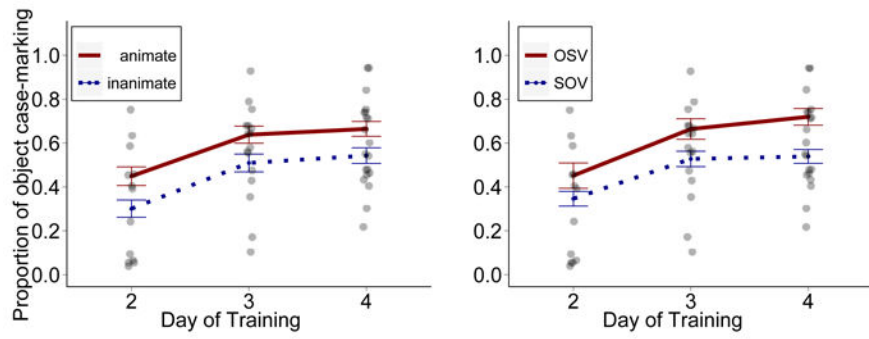 Proportion of object case-marking
animate
inanimate
1.0
0.8
0.6
0.4
0.2
0.0
2 3 4
Day of Training
OSV
SOV
1.0
0.8
0.6
0.4
0.2
0.0
2 3 4
Day of Training